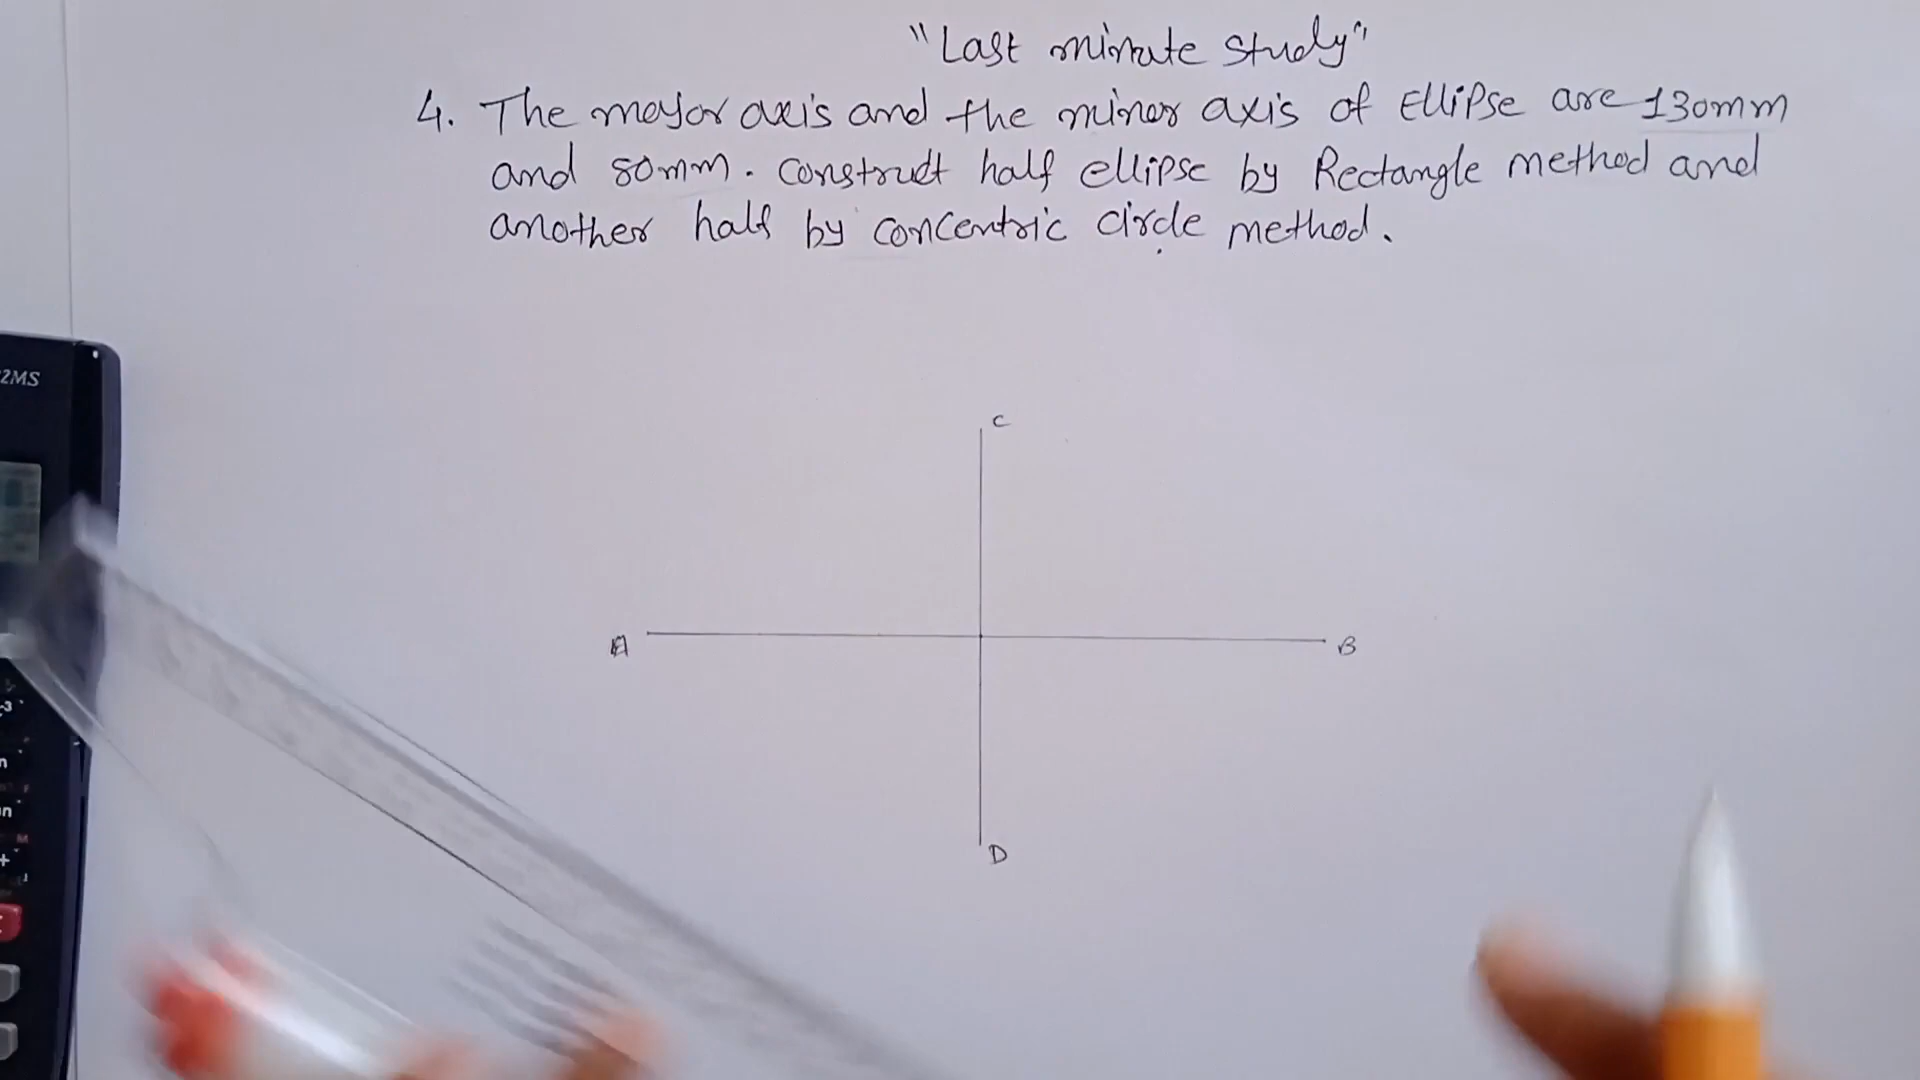 "Last minute study"
4. The major axis and the minor axis of Ellipse are 130mm
and 80mm. construct half ellipse by Rectangle method and
another half by concentric circle method.
2MS
C
A
B
D